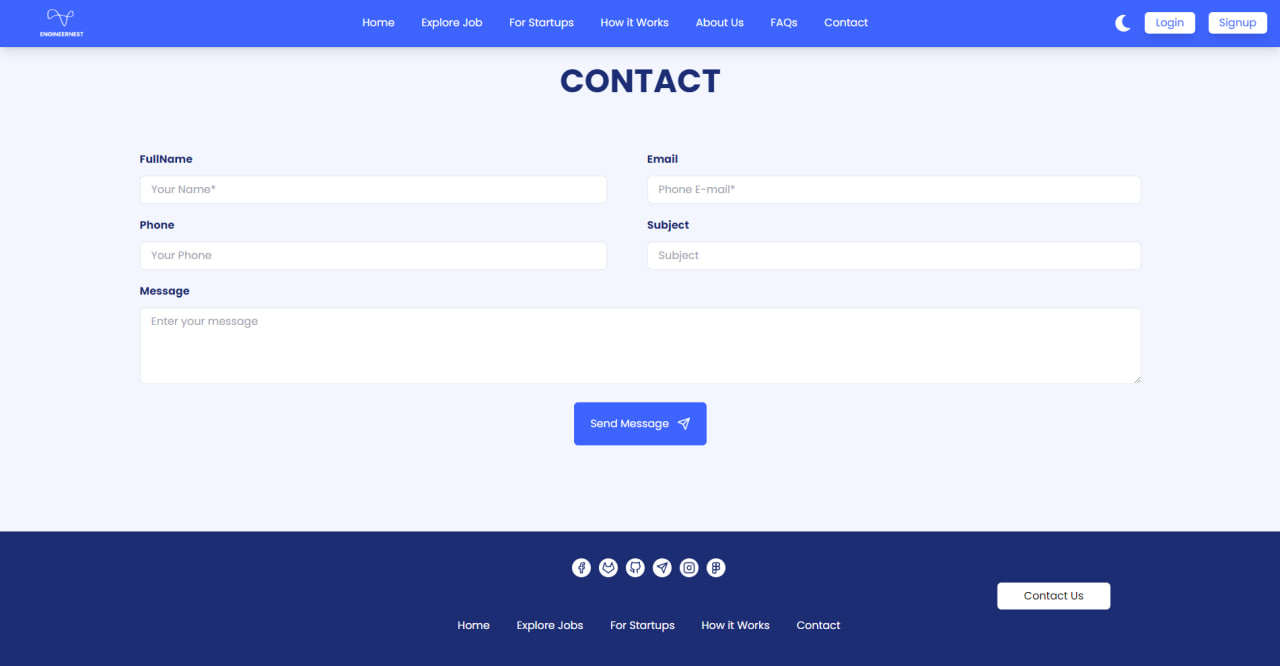 ENGINEERNEST
Home Explore Job For Startups How it Works About Us FAQs Contact Login Signup
CONTACT
FullName Email
Your Name* Phone E-mail*
Phone Subject
Your Phone Subject
Message
Enter your message
Send Message
Contact Us
Home Explore Jobs For Startups How it Works Contact